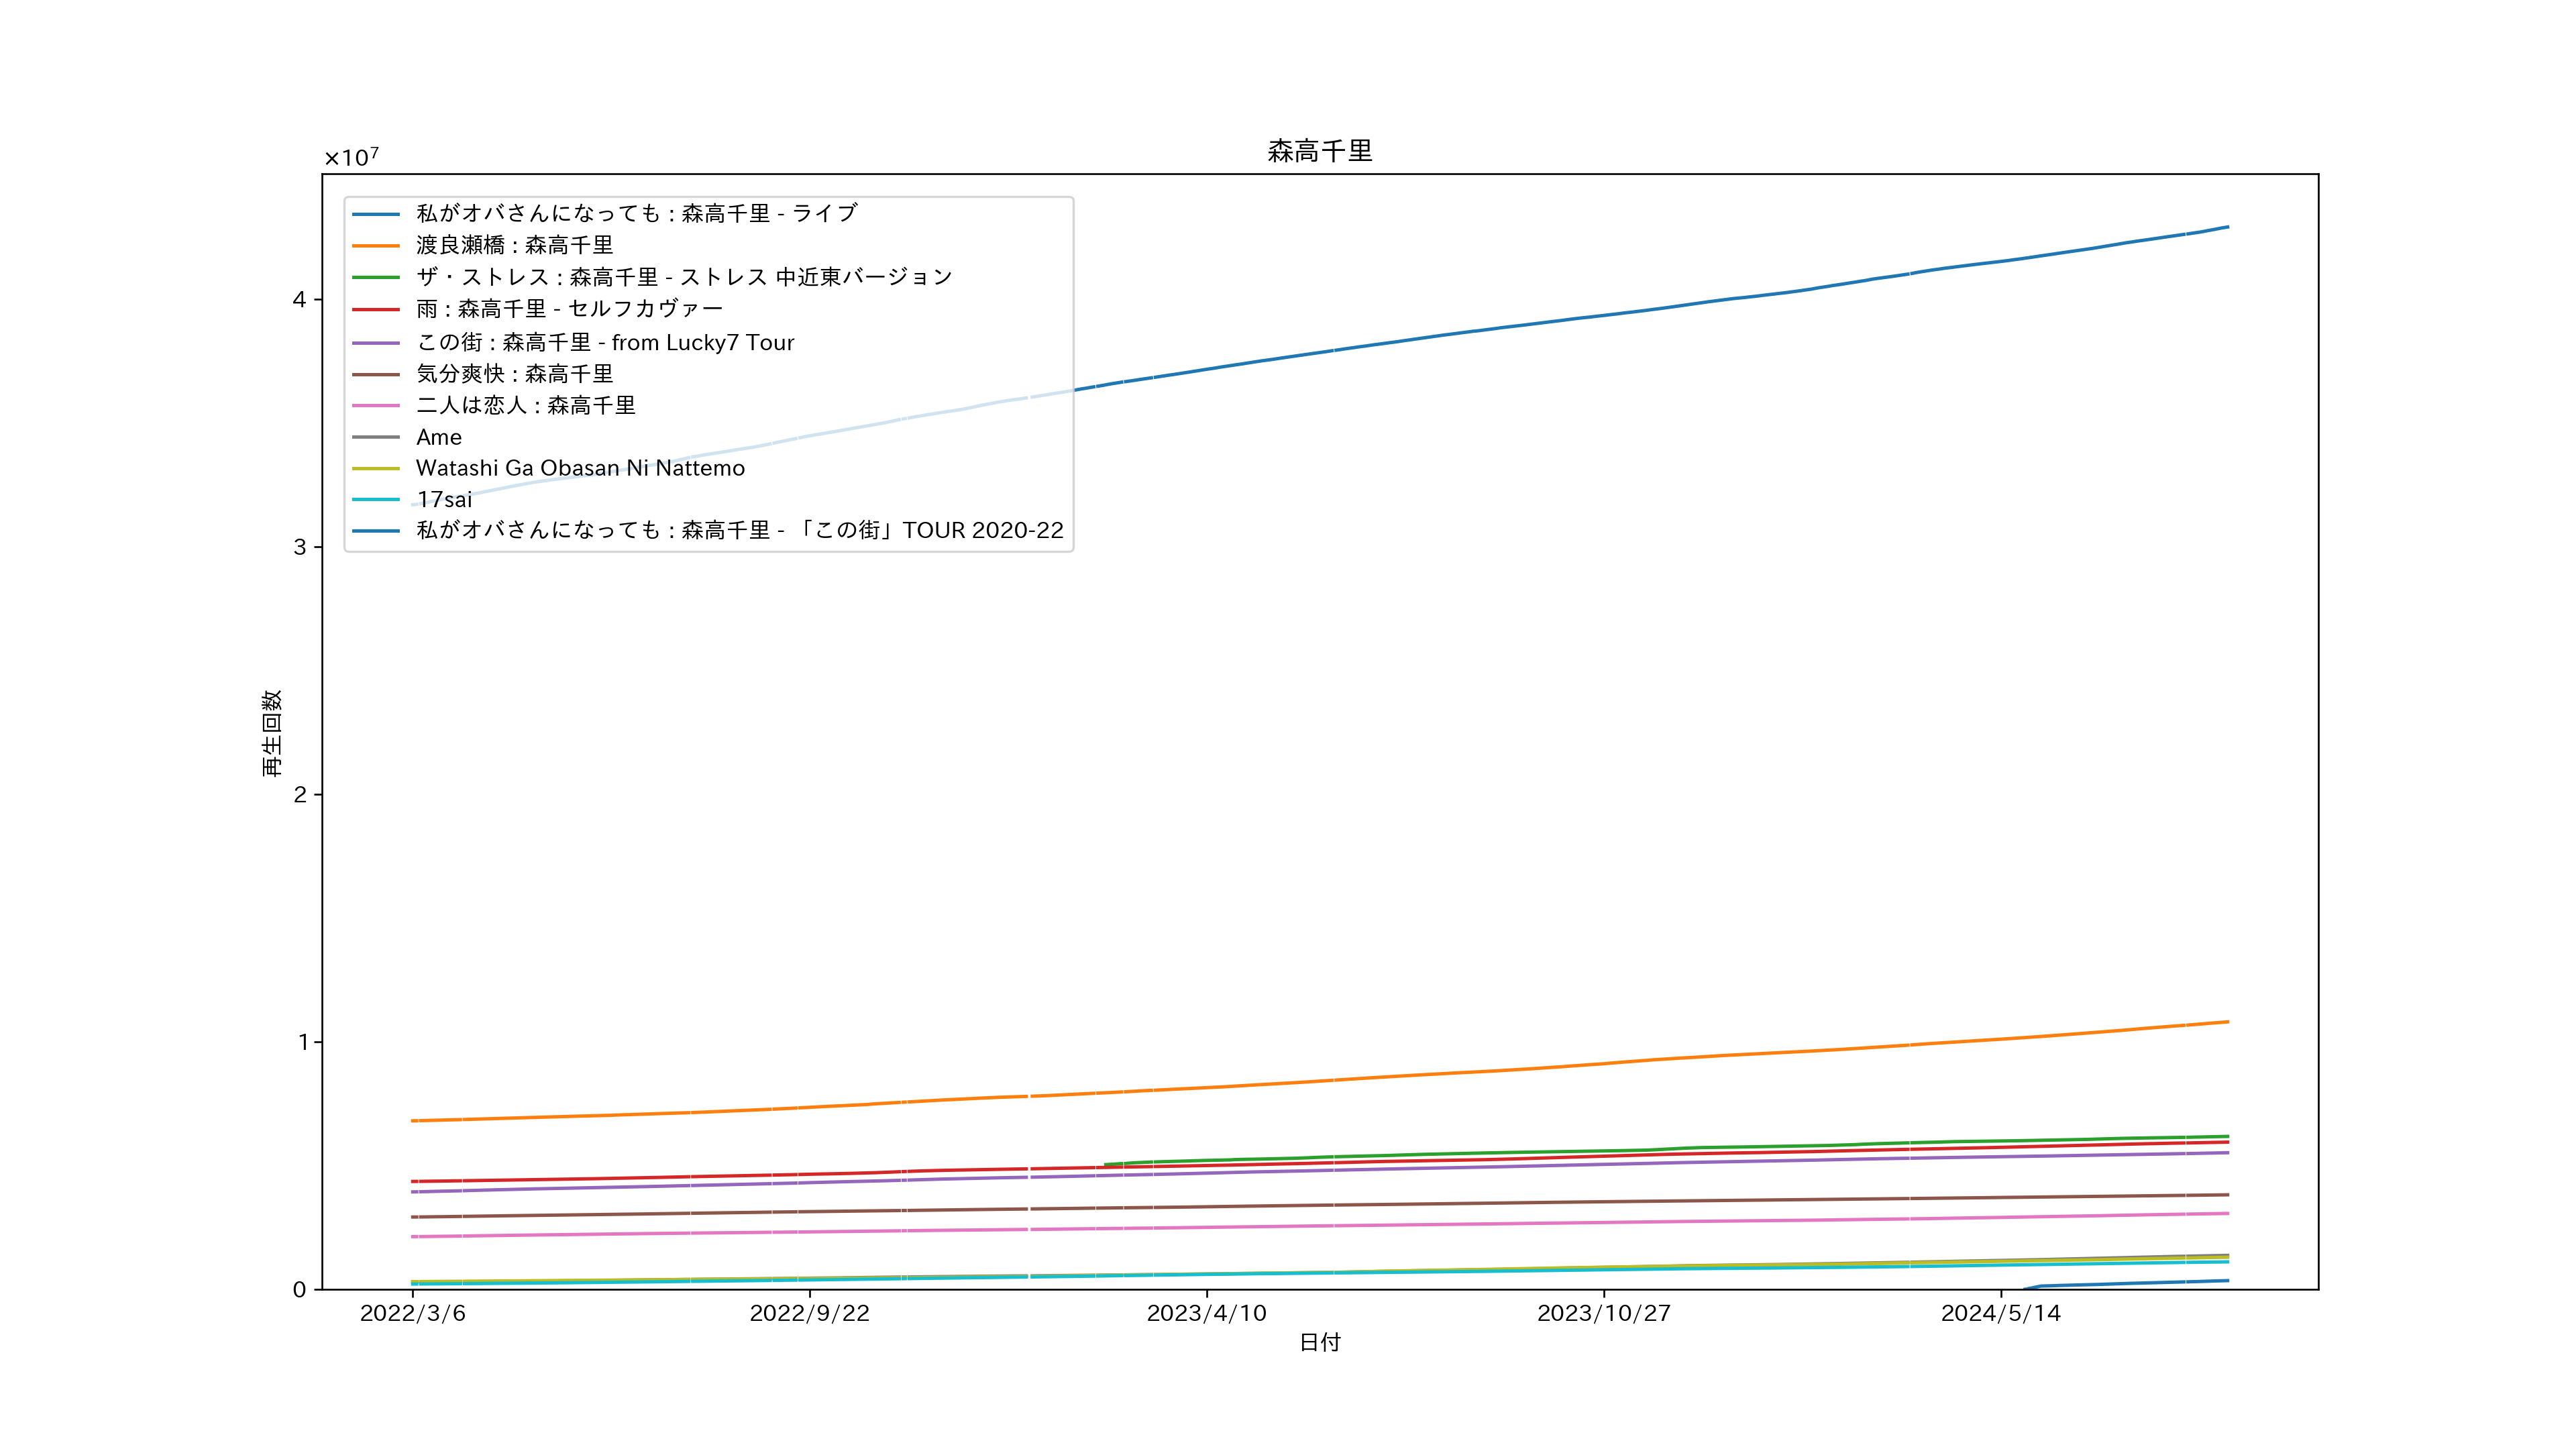 森高千里
×10⁷
私がオバさんになっても : 森高千里 - ライブ
渡良瀬橋 : 森高千里
ザ・ストレス : 森高千里 - ストレス 中近東バージョン
雨 : 森高千里 - セルフカヴァー
この街 : 森高千里 - from Lucky7 Tour
気分爽快 : 森高千里
二人は恋人 : 森高千里
Ame
Watashi Ga Obasan Ni Nattemo
17sai
私がオバさんになっても : 森高千里 - 「この街」TOUR 2020-22
4
3
2
1
0
再生回数
2022/3/6
2022/9/22
2023/4/10
2023/10/27
2024/5/14
日付